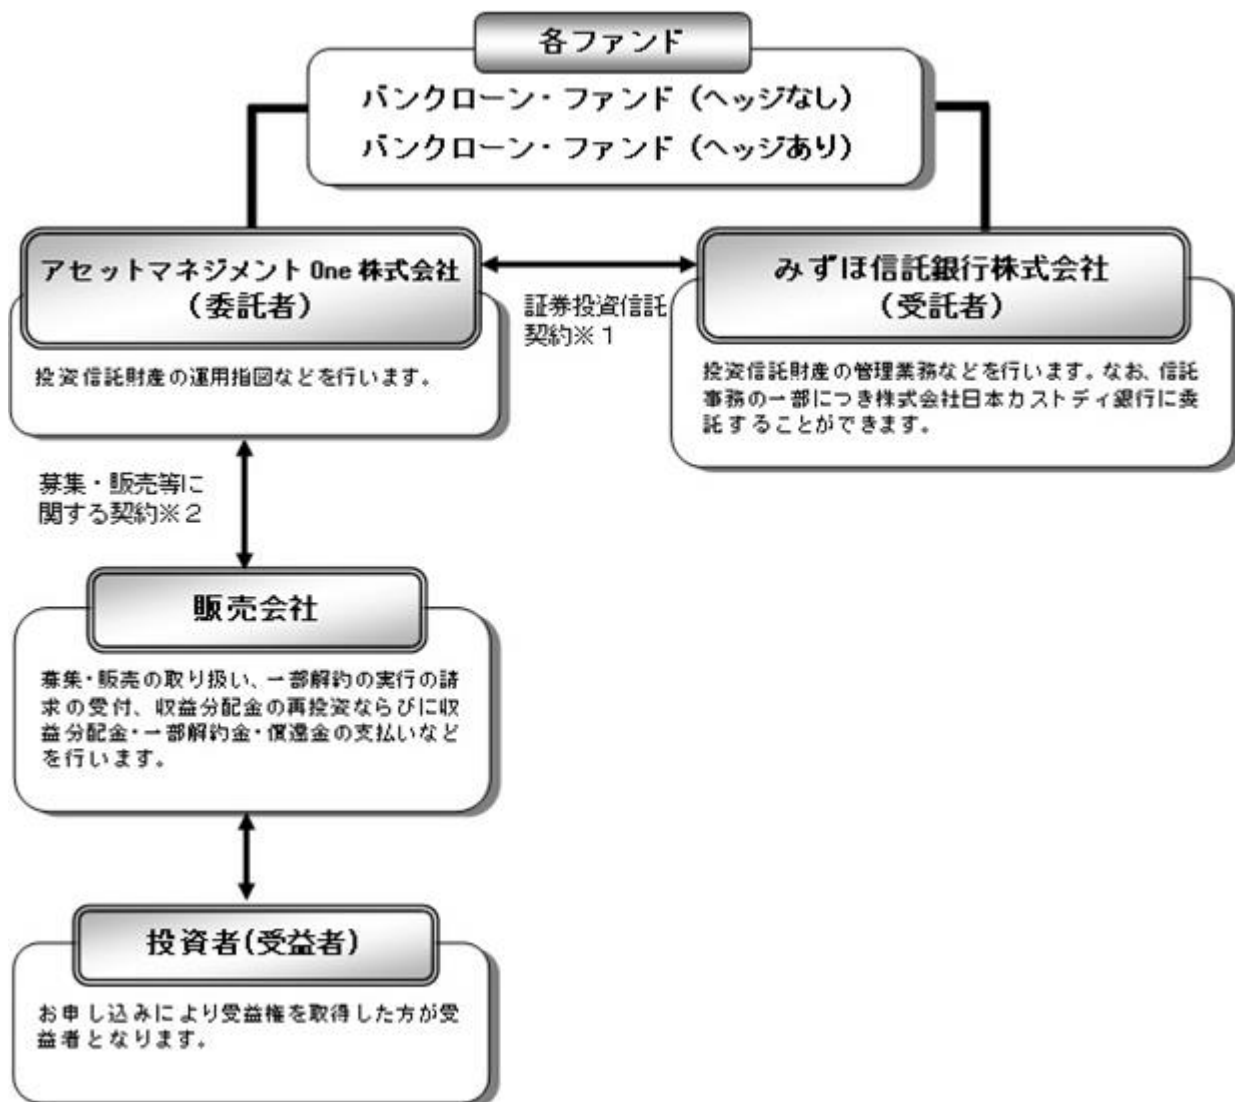 各ファンド
バンクローン・ファンド（ヘッジなし）
バンクローン・ファンド（ヘッジあり）
アセットマネジメントOne株式会社
（委託者）
投資信託財産の運用指図などを行います。
証券投資信託
契約※１
みずほ信託銀行株式会社
（受託者）
投資信託財産の管理業務などを行います。なお、信託
事務の一部につき株式会社日本カストディ銀行に委
託することができます。
募集・販売等に
関する契約※２
販売会社
募集・販売の取り扱い、一部解約の実行の請
求の受付、収益分配金の再投資ならびに収
益分配金・一部解約金・償還金の支払いなど
を行います。
投資者(受益者)
お申し込みにより受益権を取得した方が受
益者となります。